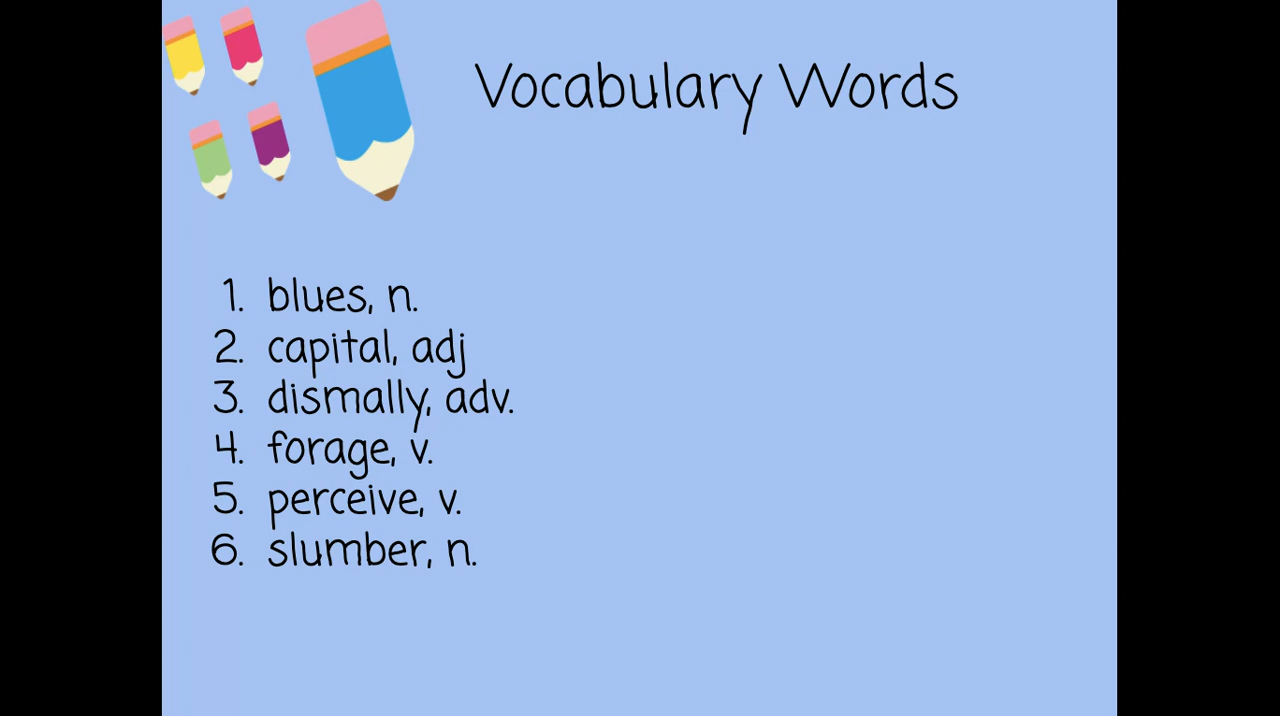 Vocabulary Words
1. blues, n.
2. capital, adj
3. dismally, adv.
4. forage, v.
5. perceive, v.
6. slumber, n.